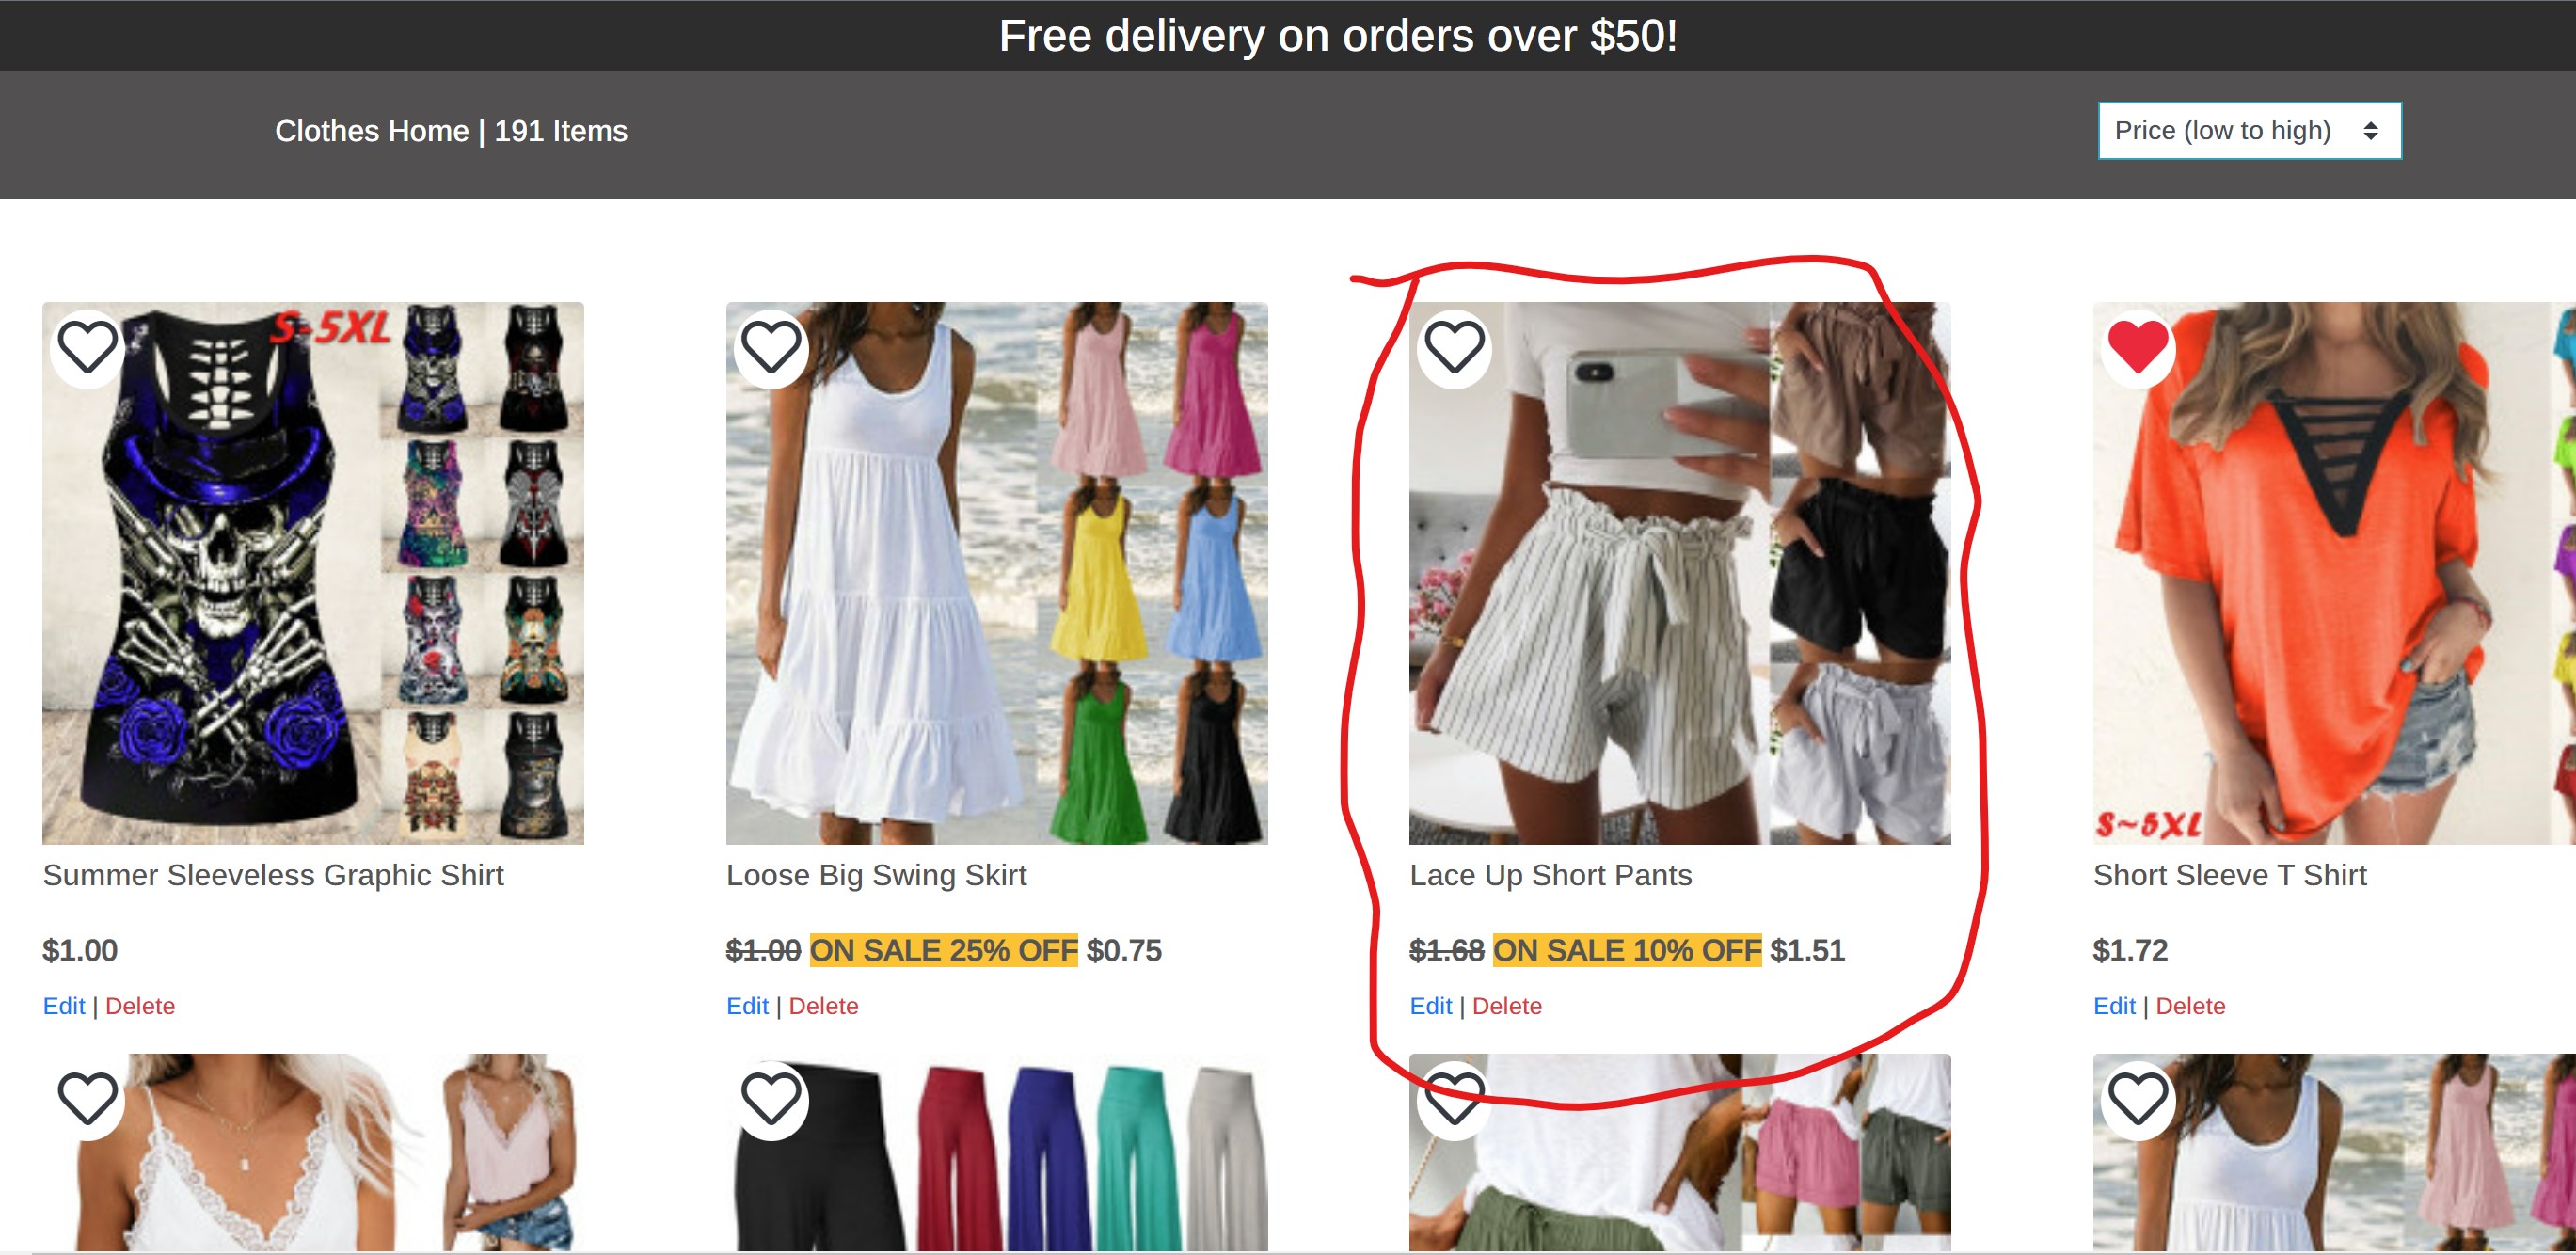 Free delivery on orders over $50!
Clothes Home | 191 Items
Price (low to high)
S-5XL
S~5XL
Summer Sleeveless Graphic Shirt
Loose Big Swing Skirt
Lace Up Short Pants
Short Sleeve T Shirt
$1.00
$1.00 ON SALE 25% OFF $0.75
$1.68 ON SALE 10% OFF $1.51
$1.72
Edit | Delete
Edit | Delete
Edit | Delete
Edit | Delete